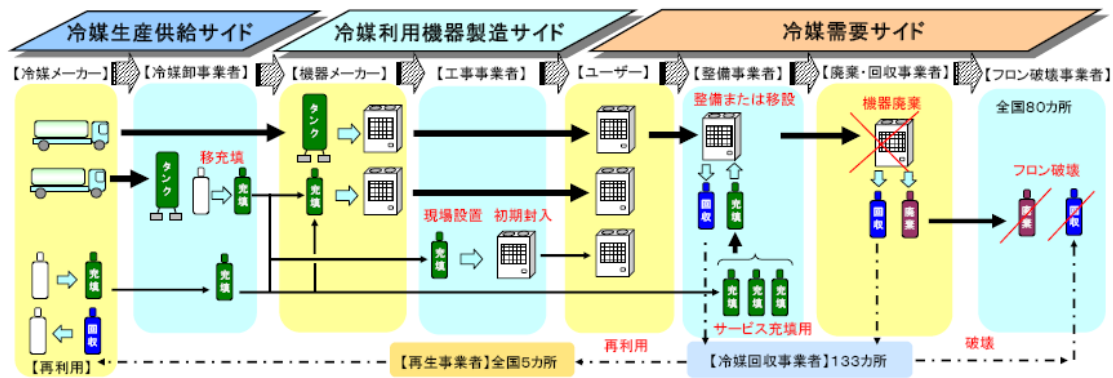 冷媒生産供給サイド
冷媒利用機器製造サイド
冷媒需要サイド
【冷媒メーカー】
【冷媒卸事業者】
【機器メーカー】
【工事事業者】
【ユーザー】
【整備事業者】
【廃棄・回収事業者】
【フロン破壊事業者】
整備または移設
機器廃棄
全国80カ所
タンク
タンク
移充填
充填
充填
フロン破壊
回収
充填
回収
廃棄
廃棄
回収
現場設置
初期封入
充填
充填
充填
充填
充填
充填
サービス充填用
回収
【再利用】
【再生事業者】全国5カ所
再利用
【冷媒回収事業者】133カ所
破壊